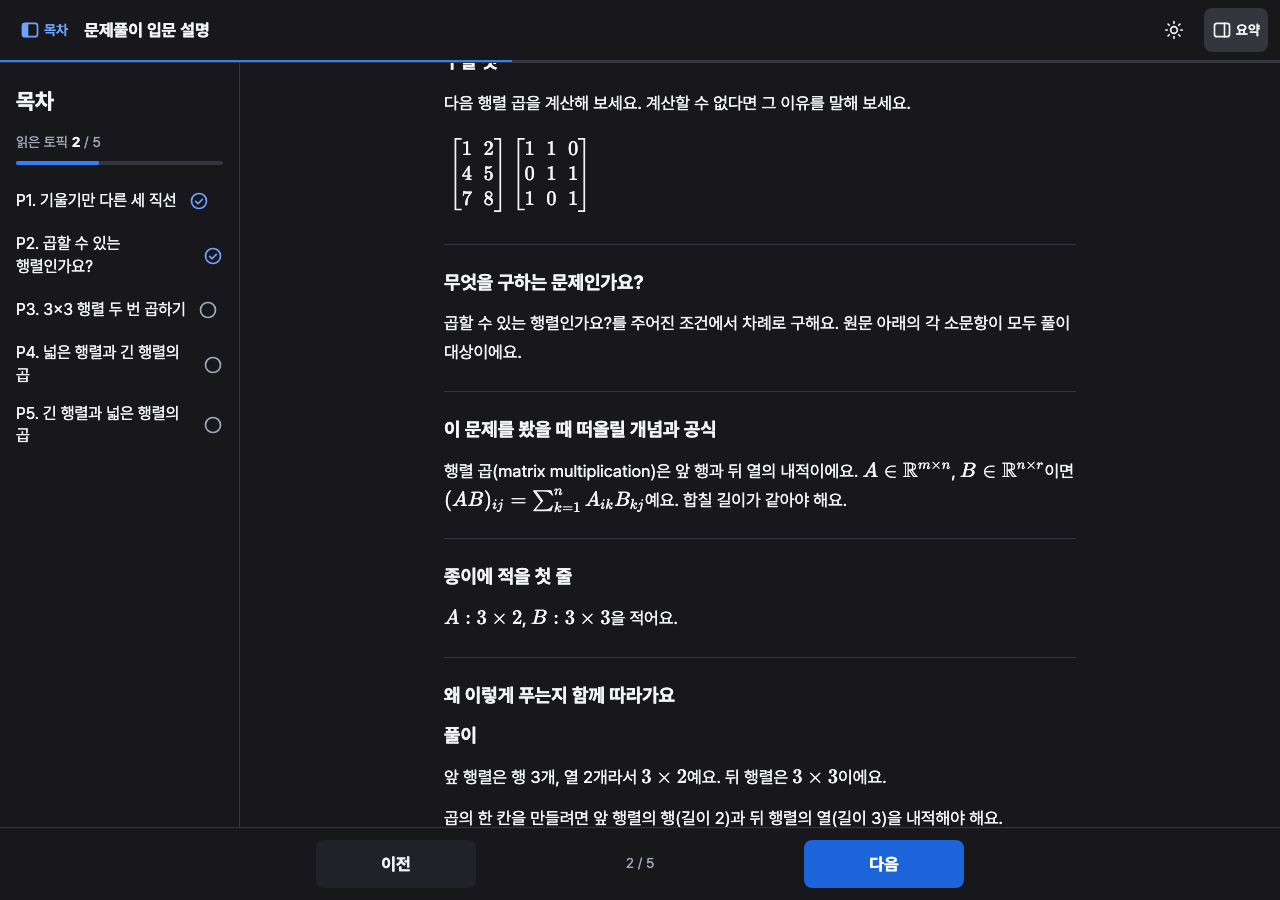 목차
문제풀이 입문 설명
요약
목차
읽은 토픽 2 / 5
P1. 기울기만 다른 세 직선
P2. 곱할 수 있는
행렬인가요?
P3. 3×3 행렬 두 번 곱하기
P4. 넓은 행렬과 긴 행렬의
곱
P5. 긴 행렬과 넓은 행렬의
곱
다음 행렬 곱을 계산해 보세요. 계산할 수 없다면 그 이유를 말해 보세요.
[1 2] [1 1 0]
[4 5] [0 1 1]
[7 8] [1 0 1]
무엇을 구하는 문제인가요?
곱할 수 있는 행렬인가요?를 주어진 조건에서 차례로 구해요. 원문 아래의 각 소문항이 모두 풀이
대상이에요.
이 문제를 봤을 때 떠올릴 개념과 공식
행렬 곱(matrix multiplication)은 앞 행과 뒤 열의 내적이에요. A ∈ ℝ^{m×n}, B ∈ ℝ^{n×r}이면
(AB)_{ij} = ∑_{k=1}^{n} A_{ik}B_{kj}예요. 합칠 길이가 같아야 해요.
종이에 적을 첫 줄
A : 3 × 2, B : 3 × 3을 적어요.
왜 이렇게 푸는지 함께 따라가요
풀이
앞 행렬은 행 3개, 열 2개라서 3 × 2예요. 뒤 행렬은 3 × 3이에요.
곱의 한 칸을 만들려면 앞 행렬의 행(길이 2)과 뒤 행렬의 열(길이 3)을 내적해야 해요.
이전
2 / 5
다음